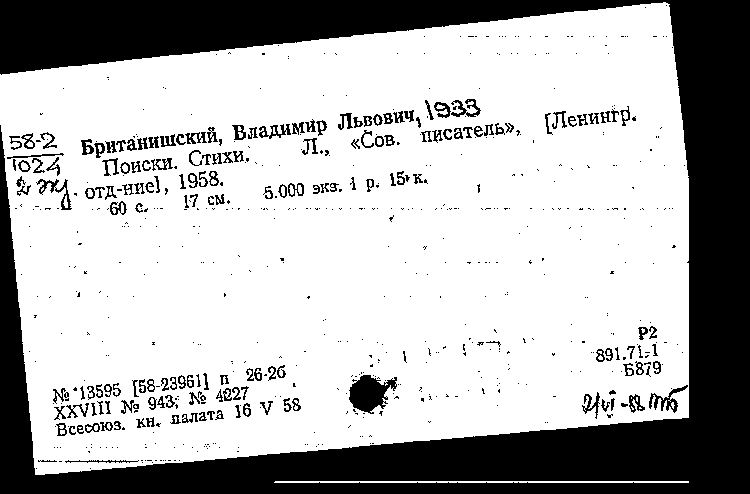 58-2
1024
2 экз.
Британишский, Владимир Львович, 1933
Поиски. Стихи. Л., «Сов. писатель», [Ленингр.
отд-ние], 1958.
60 с. 17 см. 5.000 экз. 1 р. 15 к.
Р2
891.71-1
Б879
№ 13595 [58-23961] п 26-26
XXVIII № 943; № 4227
Всесоюз. кн. палата 16 V 58